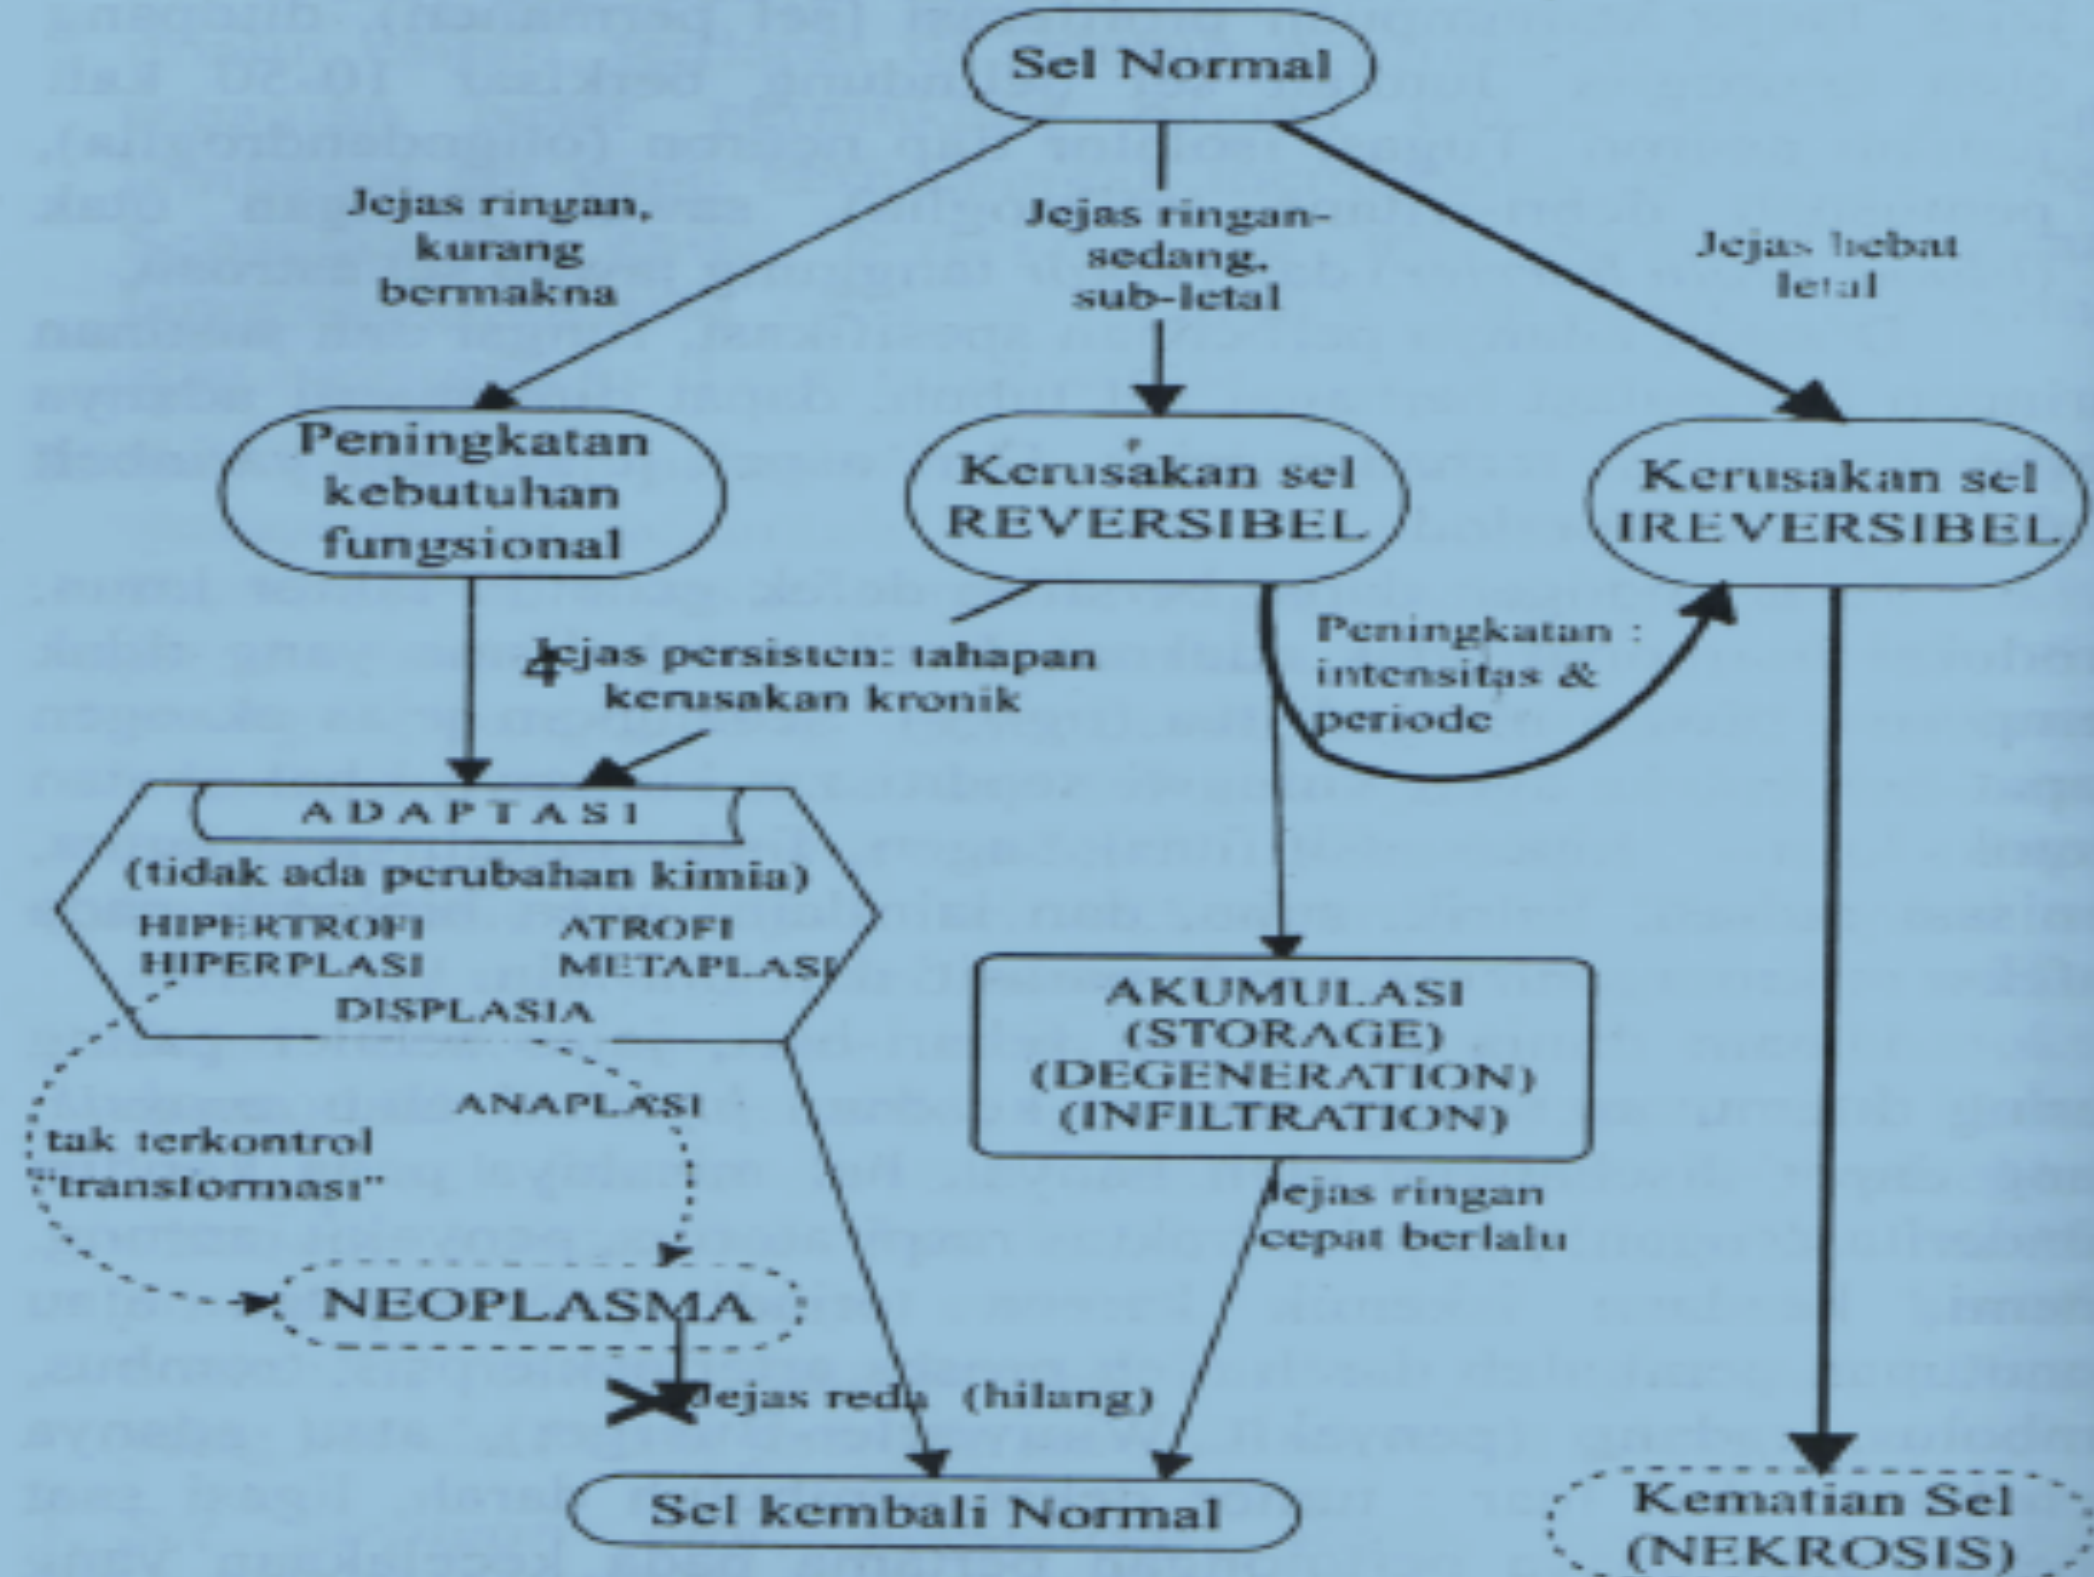 Sel Normal
Jejas ringan,
kurang
bermakna
Jejas ringan-
sedang,
sub-letal
Jejas hebat
letal
Peningkatan
kebutuhan
fungsional
Kerusakan sel
REVERSIBEL
Kerusakan sel
IREVERSIBEL
4
Jejas persisten: tahapan
kerusakan kronik
Peningkatan :
intensitas &
periode
ADAPTASI
(tidak ada perubahan kimia)
HIPERTROFI ATROFI
HIPERPLASI METAPLASI
DISPLASIA
AKUMULASI
(STORAGE)
(DEGENERATION)
(INFILTRATION)
ANAPLASI
tak terkontrol
"transformasi"
Jejas ringan
cepat berlalu
NEOPLASMA
Jejas reda (hilang)
Sel kembali Normal
Kematian Sel
(NEKROSIS)